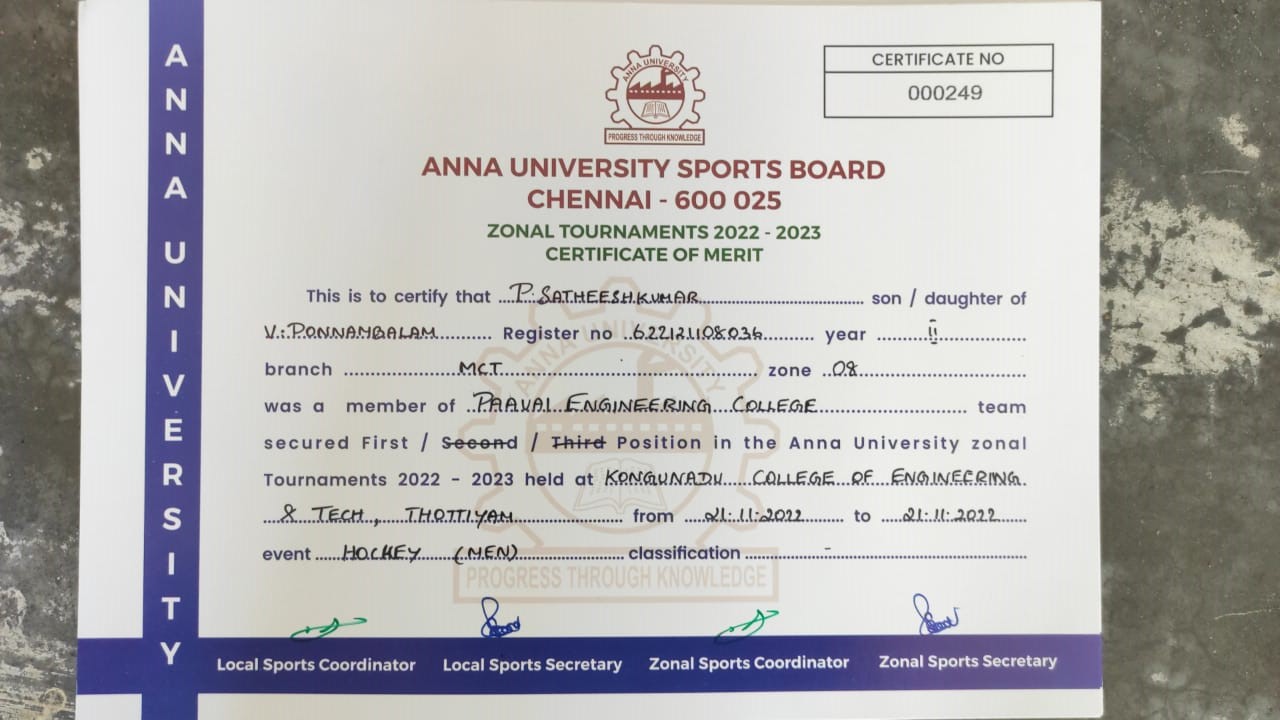 ANNA UNIVERSITY
CERTIFICATE NO
000249
ANNA UNIVERSITY
PROGRESS THROUGH KNOWLEDGE
ANNA UNIVERSITY SPORTS BOARD
CHENNAI - 600 025
ZONAL TOURNAMENTS 2022 - 2023
CERTIFICATE OF MERIT
This is to certify that P. SATHEESHKUMAR son / daughter of
V. PONNAMBALAM Register no 622121108036 year II
branch MCT zone 08
was a member of PAAVAI ENGINEERING COLLEGE team
secured First / Second / Third Position in the Anna University zonal
Tournaments 2022 - 2023 held at KONGUNADU COLLEGE OF ENGINEERING
& TECH, THOTTIYAM from 21.11.2022 to 21.11.2022
event HOCKEY (MEN) classification -
ANNA UNIVERSITY
PROGRESS THROUGH KNOWLEDGE
Local Sports Coordinator Local Sports Secretary Zonal Sports Coordinator Zonal Sports Secretary